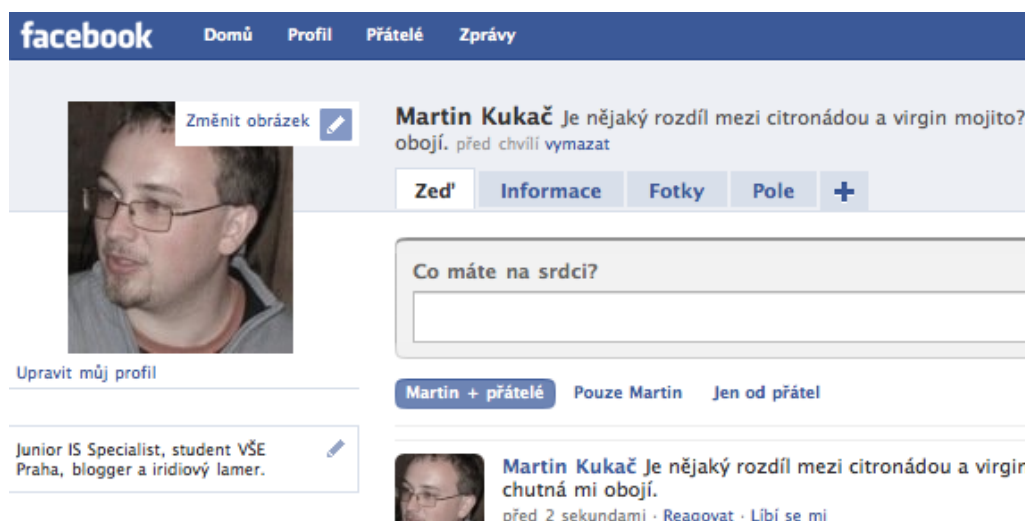 facebook Domů Profil Přátelé Zprávy
Změnit obrázek
Martin Kukač Je nějaký rozdíl mezi citronádou a virgin mojito?
obojí. před chvílí vymazat
Zeď Informace Fotky Pole +
Co máte na srdci?
Upravit můj profil
Martin + přátelé Pouze Martin Jen od přátel
Junior IS Specialist, student VŠE
Praha, blogger a iridiový lamer.
Martin Kukač Je nějaký rozdíl mezi citronádou a virgin
chutná mi obojí.
před 2 sekundami · Reagovat · Líbí se mi